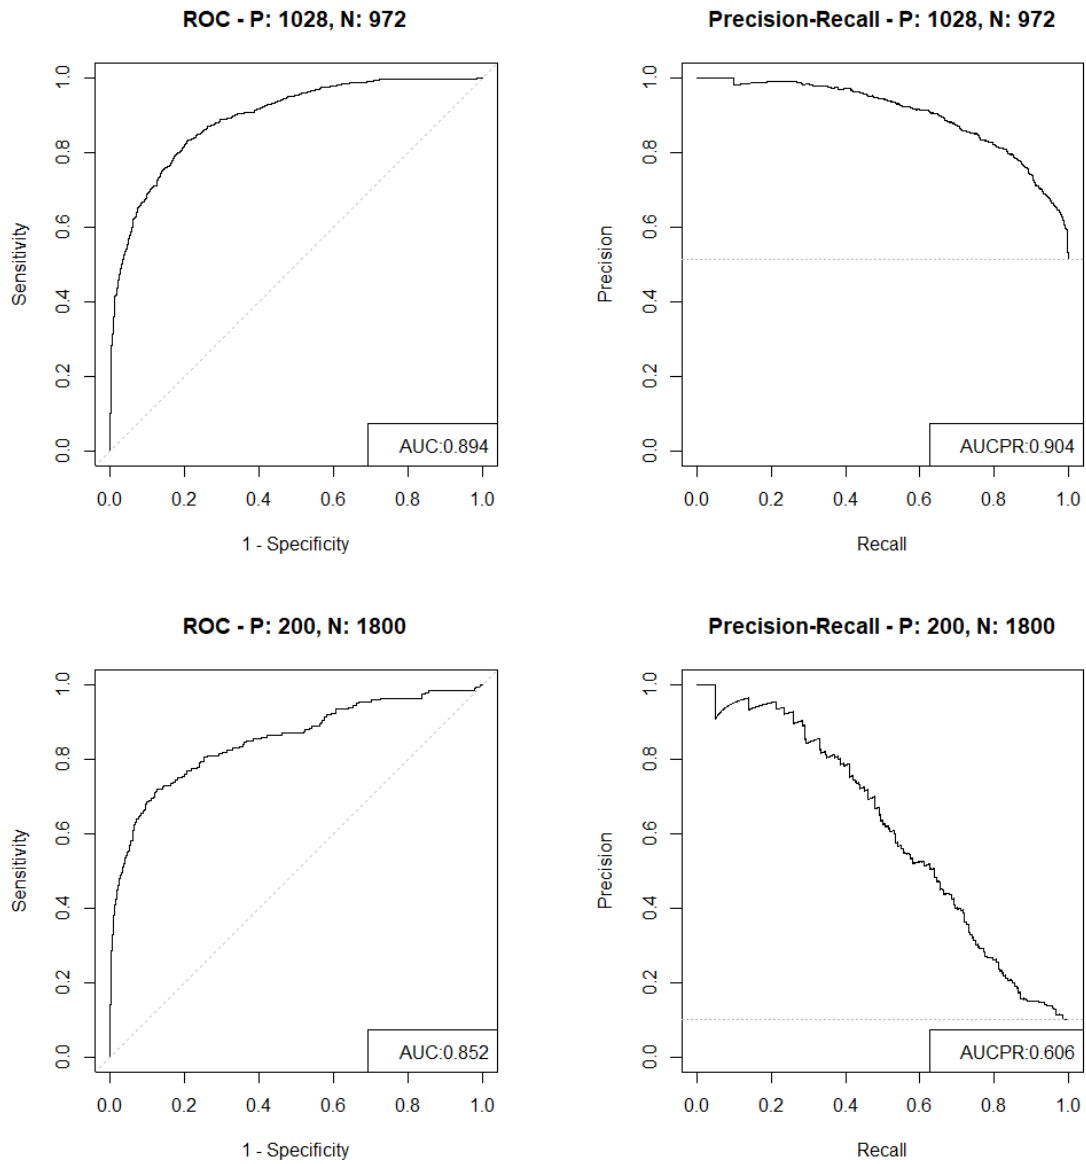 ROC - P: 1028, N: 972
Sensitivity
1.0
0.8
0.6
0.4
0.2
0.0
AUC:0.894
0.0 0.2 0.4 0.6 0.8 1.0
1 - Specificity
Precision-Recall - P: 1028, N: 972
Precision
1.0
0.8
0.6
0.4
0.2
0.0
AUCPR:0.904
0.0 0.2 0.4 0.6 0.8 1.0
Recall
ROC - P: 200, N: 1800
Sensitivity
1.0
0.8
0.6
0.4
0.2
0.0
AUC:0.852
0.0 0.2 0.4 0.6 0.8 1.0
1 - Specificity
Precision-Recall - P: 200, N: 1800
Precision
1.0
0.8
0.6
0.4
0.2
0.0
AUCPR:0.606
0.0 0.2 0.4 0.6 0.8 1.0
Recall